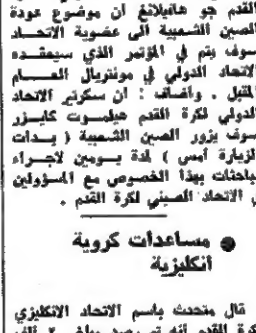 القدم جو هافيلانغ ان موضوع عودة
الصين الشعبية الى عضوية الاتحاد
سوف يتم في المؤتمر الذي سيعقده
الاتحاد الدولي في مونتريال العام
المقبل . واضاف : ان سكرتير الاتحاد
الدولي لكرة القدم هيلموت كايزر
سوف يزور الصين الشعبية ( بدأت
الزيارة أمس ) لمدة يومين لاجراء
مباحثات بهذا الخصوص مع المسؤولين
في الاتحاد الصيني لكرة القدم .
● مساعدات كروية
انكليزية
قال متحدث باسم الاتحاد الانكليزي
لكرة القدم أنه تم رصد مبلغ